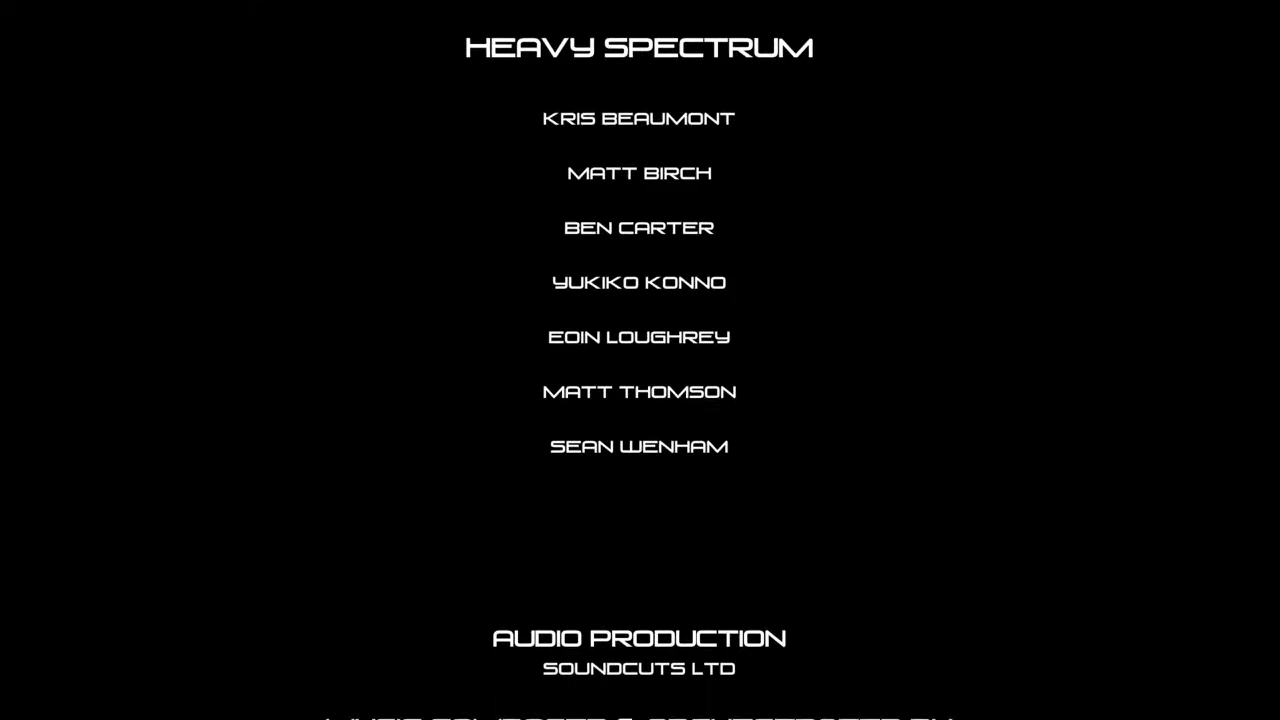 HEAVY SPECTRUM
KRIS BEAUMONT
MATT BIRCH
BEN CARTER
YUKIKO KONNO
EOIN LOUGHREY
MATT THOMSON
SEAN WENHAM
AUDIO PRODUCTION
SOUNDCUTS LTD